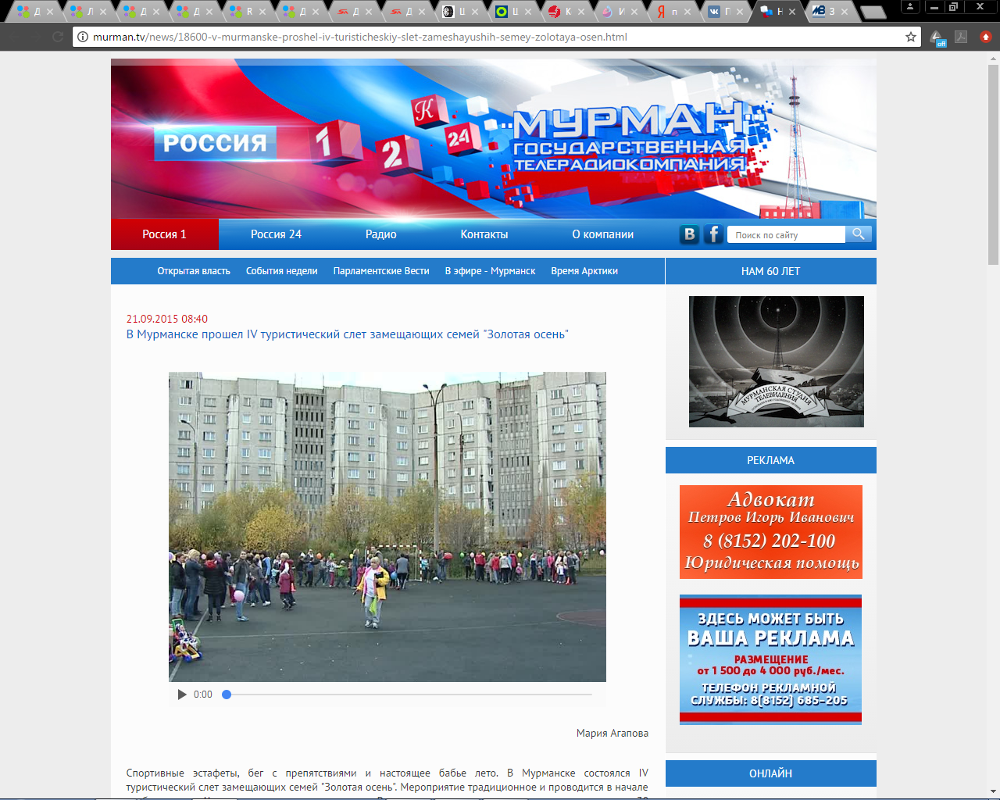 murman.tv/news/18600-v-murmanske-proshel-iv-turisticheskiy-slet-zameshayushih-semey-zolotaya-osen.html
off
РОССИЯ
1
2
К
24
МУРМАН
ГОСУДАРСТВЕННАЯ
ТЕЛЕРАДИОКОМПАНИЯ
Россия 1
Россия 24
Радио
Контакты
О компании
Поиск по сайту
Открытая власть
События недели
Парламентские Вести
В эфире - Мурманск
Время Арктики
НАМ 60 ЛЕТ
21.09.2015 08:40
В Мурманске прошел IV туристический слет замещающих семей "Золотая осень"
МУРМАНСКАЯ СТУДИЯ
ТЕЛЕВИДЕНИЯ
РЕКЛАМА
Адвокат
Петров Игорь Иванович
8 (8152) 202-100
Юридическая помощь
ЗДЕСЬ МОЖЕТ БЫТЬ
ВАША РЕКЛАМА
РАЗМЕЩЕНИЕ
от 1 500 до 4 000 руб./мес.
ТЕЛЕФОН РЕКЛАМНОЙ
СЛУЖБЫ: 8(8152) 685-205
0:00
Мария Агапова
ОНЛАЙН
Спортивные эстафеты, бег с препятствиями и настоящее бабье лето. В Мурманске состоялся IV
туристический слет замещающих семей "Золотая осень". Мероприятие традиционное и проводится в начале